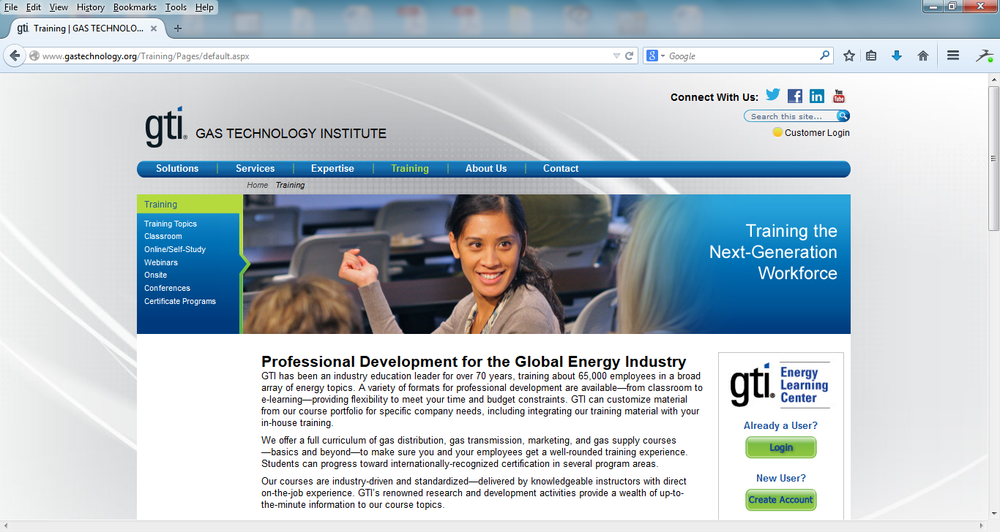 File Edit View History Bookmarks Tools Help
gti Training | GAS TECHNOLO...
www.gastechnology.org/Training/Pages/default.aspx
Google
Connect With Us:
You Tube
Search this site...
Customer Login
gti® GAS TECHNOLOGY INSTITUTE
Solutions Services Expertise Training About Us Contact
Home Training
Training
Training Topics
Classroom
Online/Self-Study
Webinars
Onsite
Conferences
Certificate Programs
Training the
Next-Generation
Workforce
Professional Development for the Global Energy Industry
GTI has been an industry education leader for over 70 years, training about 65,000 employees in a broad
array of energy topics. A variety of formats for professional development are available—from classroom to
e-learning—providing flexibility to meet your time and budget constraints. GTI can customize material
from our course portfolio for specific company needs, including integrating our training material with your
in-house training.
We offer a full curriculum of gas distribution, gas transmission, marketing, and gas supply courses
—basics and beyond—to make sure you and your employees get a well-rounded training experience.
Students can progress toward internationally-recognized certification in several program areas.
Our courses are industry-driven and standardized—delivered by knowledgeable instructors with direct
on-the-job experience. GTI's renowned research and development activities provide a wealth of up-to-
the-minute information to our course topics.
gti® Energy
Learning
Center
Already a User?
Login
New User?
Create Account